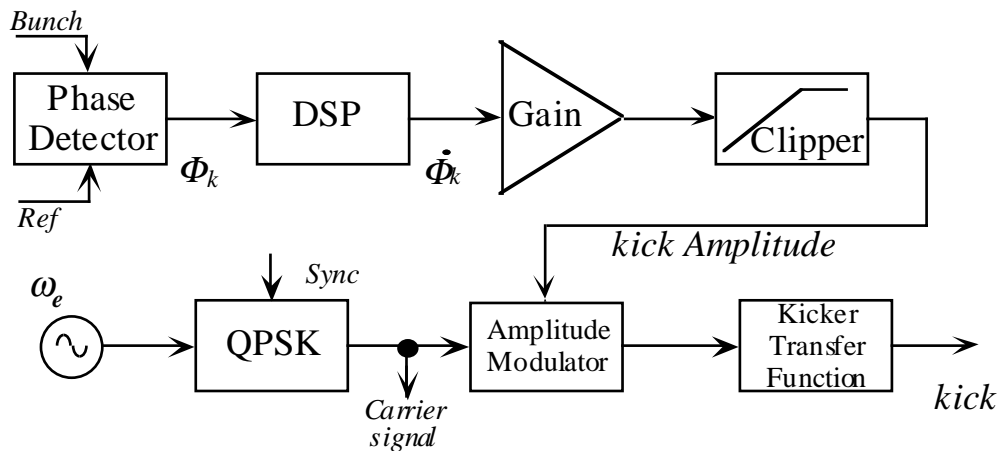 Bunch
Phase
Detector
Ref
Φk
DSP
Φ̇k
Gain
Clipper
kick Amplitude
ωe
Sync
QPSK
Carrier
signal
Amplitude
Modulator
Kicker
Transfer
Function
kick